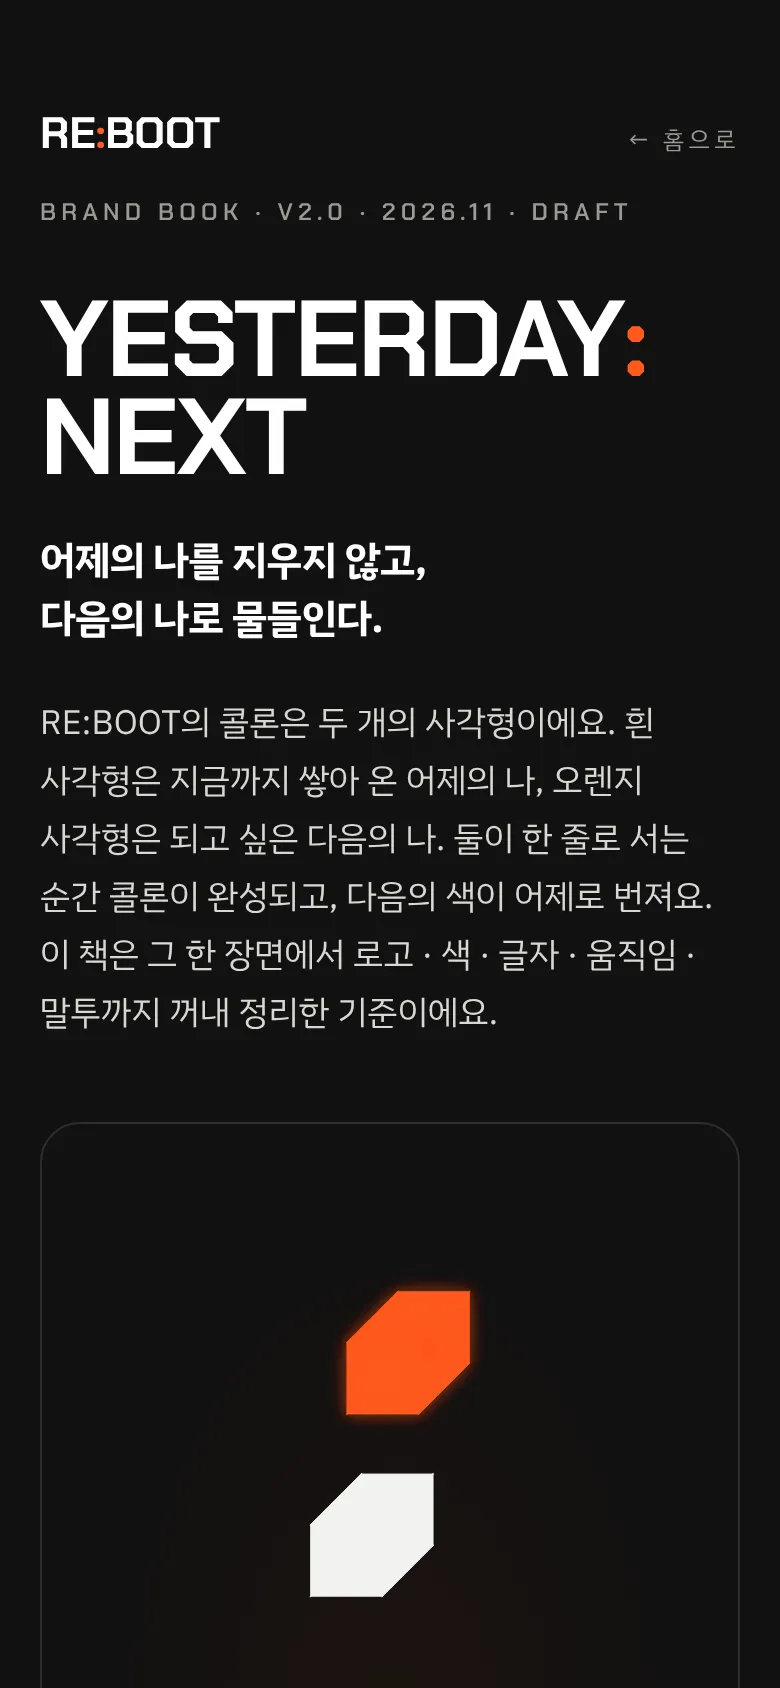 RE:BOOT
← 홈으로
BRAND BOOK · V2.0 · 2026.11 · DRAFT
YESTERDAY:
NEXT
어제의 나를 지우지 않고,
다음의 나로 물들인다.
RE:BOOT의 콜론은 두 개의 사각형이에요. 흰
사각형은 지금까지 쌓아 온 어제의 나, 오렌지
사각형은 되고 싶은 다음의 나. 둘이 한 줄로 서는
순간 콜론이 완성되고, 다음의 색이 어제로 번져요.
이 책은 그 한 장면에서 로고 · 색 · 글자 · 움직임 ·
말투까지 꺼내 정리한 기준이에요.